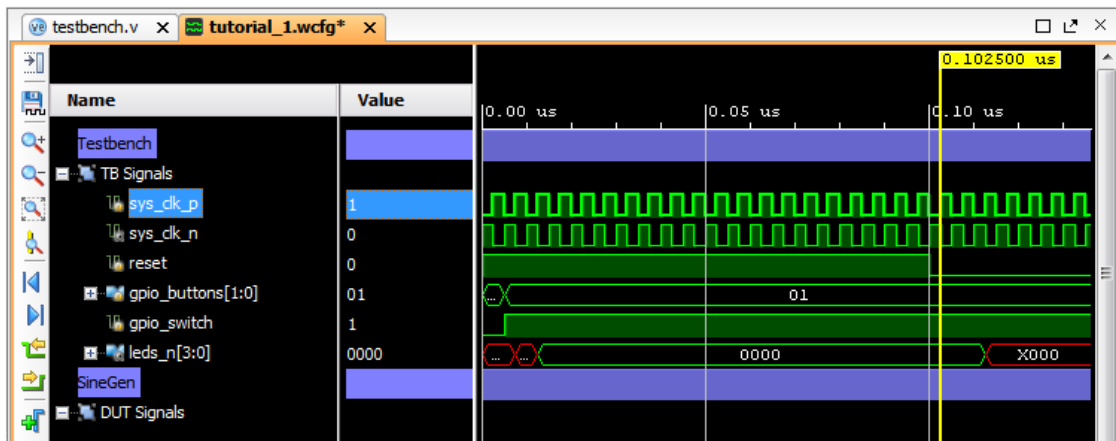 testbench.v tutorial_1.wcfg*
0.102500 us
Name Value
0.00 us 0.05 us 0.10 us
Testbench
TB Signals
sys_clk_p 1
sys_clk_n 0
reset 0
gpio_buttons[1:0] 01 ... 01
gpio_switch 1
leds_n[3:0] 0000 ... ... 0000 X000
SineGen
DUT Signals